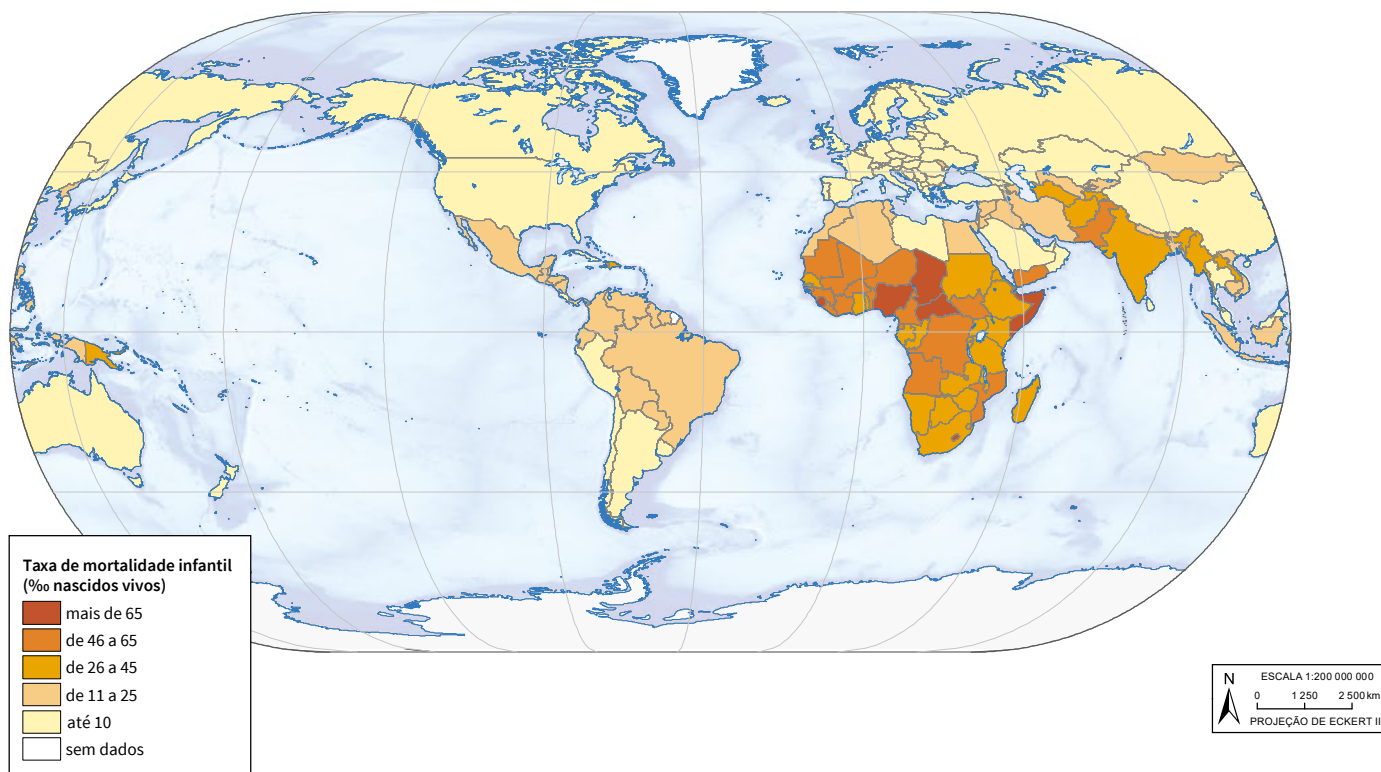 Taxa de mortalidade infantil
(‰ nascidos vivos)
mais de 65
de 46 a 65
de 26 a 45
de 11 a 25
até 10
sem dados
N
ESCALA 1:200 000 000
0 1 250 2 500 km
PROJEÇÃO DE ECKERT II